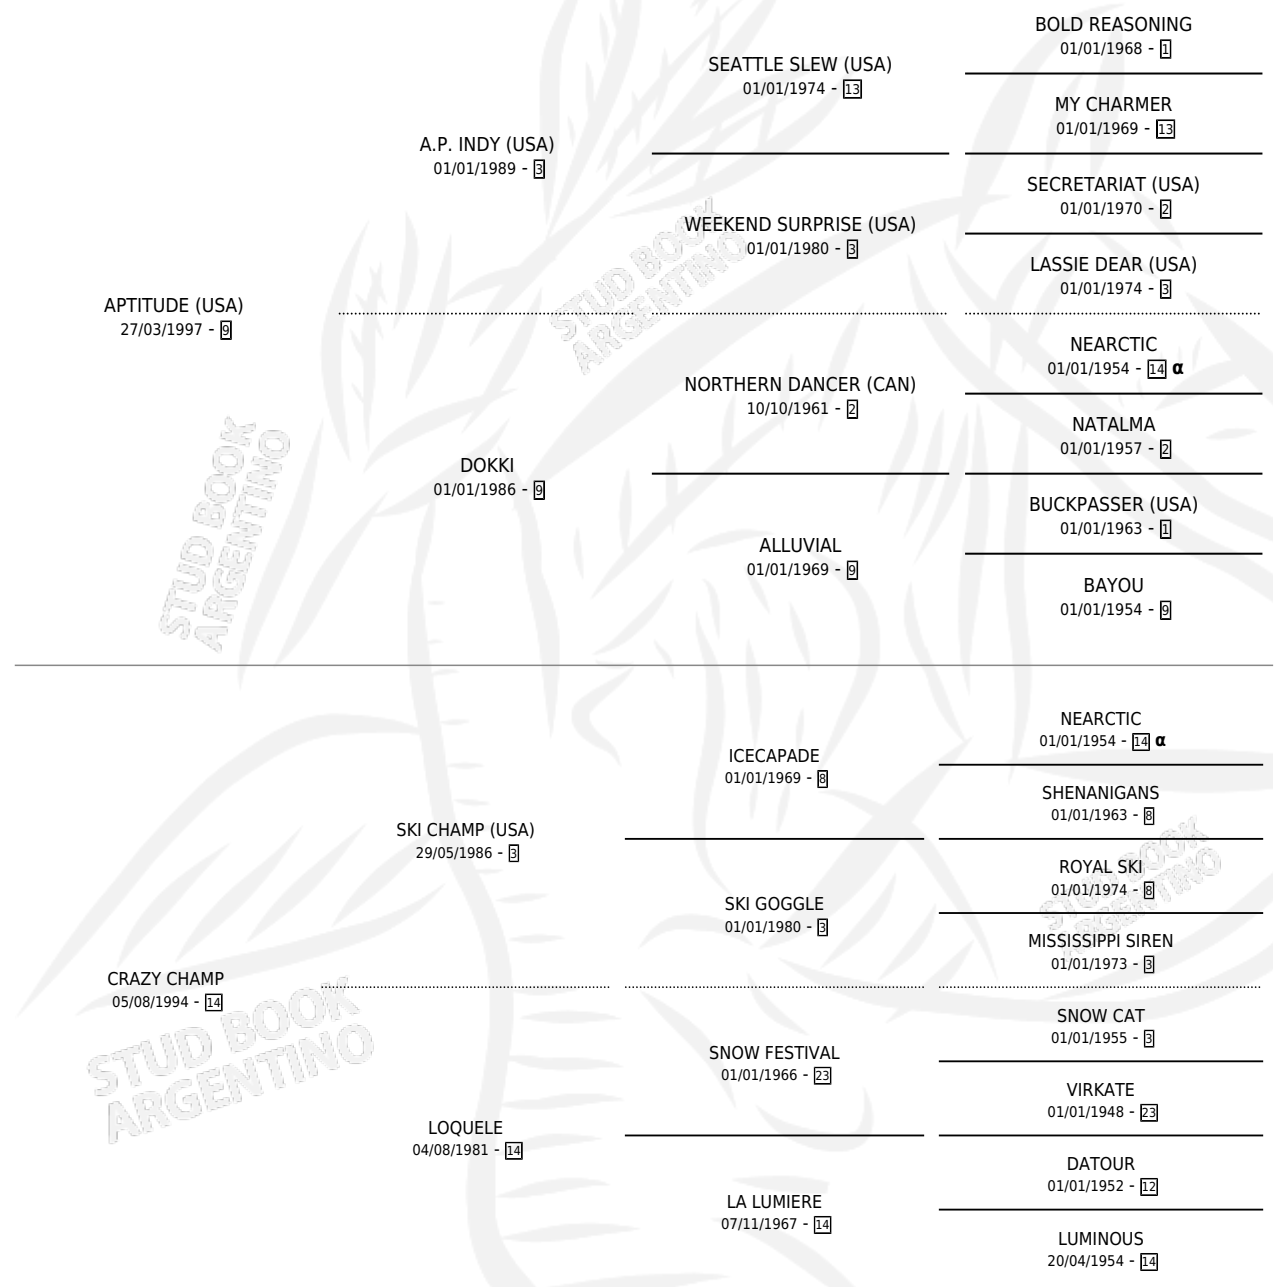 BOLD REASONING
01/01/1968 - 1
SEATTLE SLEW (USA)
01/01/1974 - 13
MY CHARMER
01/01/1969 - 13
A.P. INDY (USA)
01/01/1989 - 3
SECRETARIAT (USA)
01/01/1970 - 2
WEEKEND SURPRISE (USA)
01/01/1980 - 3
LASSIE DEAR (USA)
01/01/1974 - 3
APTITUDE (USA)
27/03/1997 - 9
NEARCTIC
01/01/1954 - 14 α
NORTHERN DANCER (CAN)
10/10/1961 - 2
NATALMA
01/01/1957 - 2
DOKKI
01/01/1986 - 9
BUCKPASSER (USA)
01/01/1963 - 1
ALLUVIAL
01/01/1969 - 9
BAYOU
01/01/1954 - 9
NEARCTIC
01/01/1954 - 14 α
ICECAPADE
01/01/1969 - 8
SHENANIGANS
01/01/1963 - 8
SKI CHAMP (USA)
29/05/1986 - 3
ROYAL SKI
01/01/1974 - 8
SKI GOGGLE
01/01/1980 - 3
MISSISSIPPI SIREN
01/01/1973 - 3
CRAZY CHAMP
05/08/1994 - 14
SNOW CAT
01/01/1955 - 3
SNOW FESTIVAL
01/01/1966 - 23
VIRKATE
01/01/1948 - 23
LOQUELE
04/08/1981 - 14
DATOUR
01/01/1952 - 12
LA LUMIERE
07/11/1967 - 14
LUMINOUS
20/04/1954 - 14
STUD BOOK
ARGENTINO
STUD BOOK
ARGENTINO
STUD BOOK
ARGENTINO
STUD BOOK
ARGENTINO